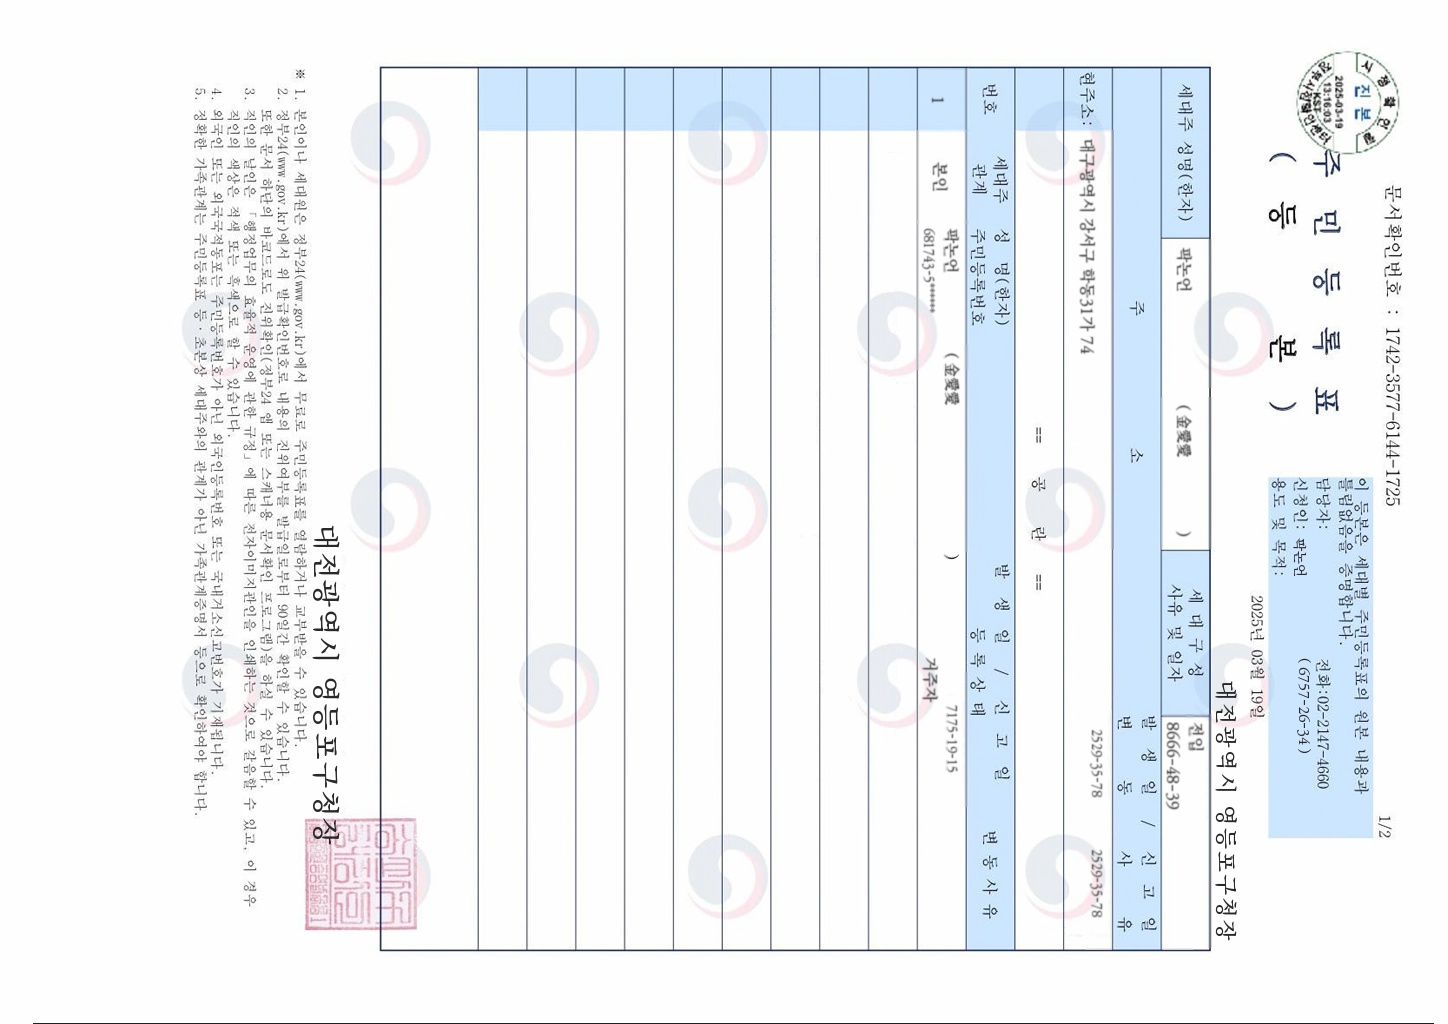 문서확인번호 : 1742-3577-6144-1725
1/2
시점확인필
진본
2025-03-19
13:16:03
KST
주 민 등 록 표
( 등 본 )
이 등본은 세대별 주민등록표의 원본 내용과
틀림없음을 증명합니다.
담당자: 전화:02-2147-4660
신청인: 팍논언 (6757-26-34)
용도 및 목적:
2025년 03월 19일
대전광역시 영등포구청장
세대주 성명(한자) 팍논언 (金愛愛 ) 세 대 구 성 사유 및 일자 전입
8666-48-39
주 소 발 생 일 / 신 고 일
변 동 사 유
현주소: 대구광역시 강서구 학동31가 74 2529-35-78 2529-35-78
== 공 란 ==
번호 세대주 관계 성 명(한자) 주민등록번호 발 생 일 / 신 고 일 등 록 상 태 변 동 사 유
1 본인 팍논언 (金愛愛 ) 7175-19-15
681743-5****** 거주자
대전광역시 영등포구청장
※ 1. 본인이나 세대원은 정부24(www.gov.kr)에서 무료로 주민등록표를 열람하거나 교부받을 수 있습니다.
2. 정부24(www.gov.kr)에서 위 발급확인번호로 내용의 진위여부를 발급일로부터 90일간 확인할 수 있습니다.
또한 문서 하단의 바코드로도 진위확인(정부24 앱 또는 스캐너용 문서확인 프로그램)을 하실 수 있습니다.
3. 직인의 날인은 「행정업무의 효율적 운영에 관한 규정」에 따른 전자이미지관인을 인쇄하는 것으로 갈음할 수 있고, 이 경우
직인의 색상은 적색 또는 흑색으로 할 수 있습니다.
4. 외국인 또는 외국국적동포는 주민등록번호가 아닌 외국인등록번호 또는 국내거소신고번호가 기재됩니다.
5. 정확한 가족관계는 주민등록표 등·초본상 세대주와의 관계가 아닌 가족관계증명서 등으로 확인하여야 합니다.